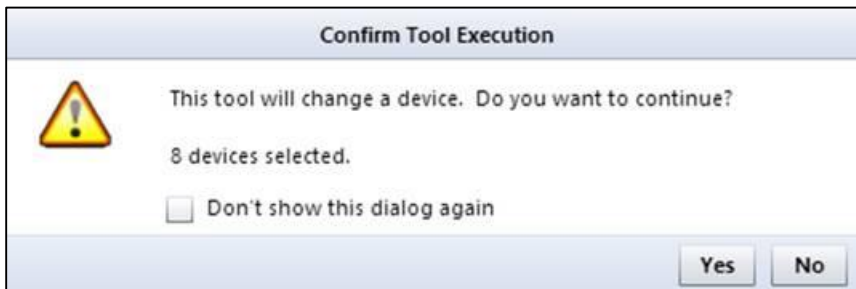 Confirm Tool Execution
This tool will change a device. Do you want to continue?
8 devices selected.
Don't show this dialog again
Yes No